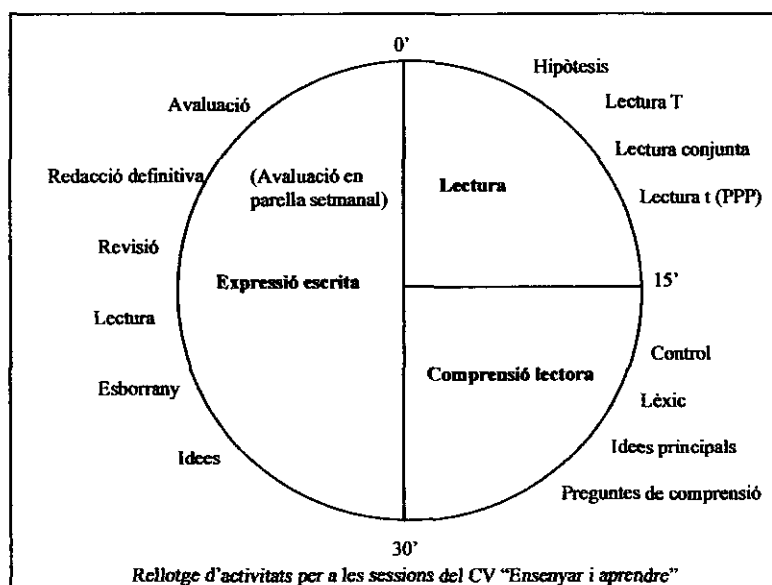 0’
Hipòtesis
Lectura T
Lectura conjunta
Lectura t (PPP)
Lectura
15’
Control
Lèxic
Idees principals
Preguntes de comprensió
Comprensió lectora
30’
Idees
Esborrany
Lectura
Revisió
Redacció definitiva
Avaluació
(Avaluació en
parella setmanal)
Expressió escrita
Rellotge d’activitats per a les sessions del CV “Ensenyar i aprendre”